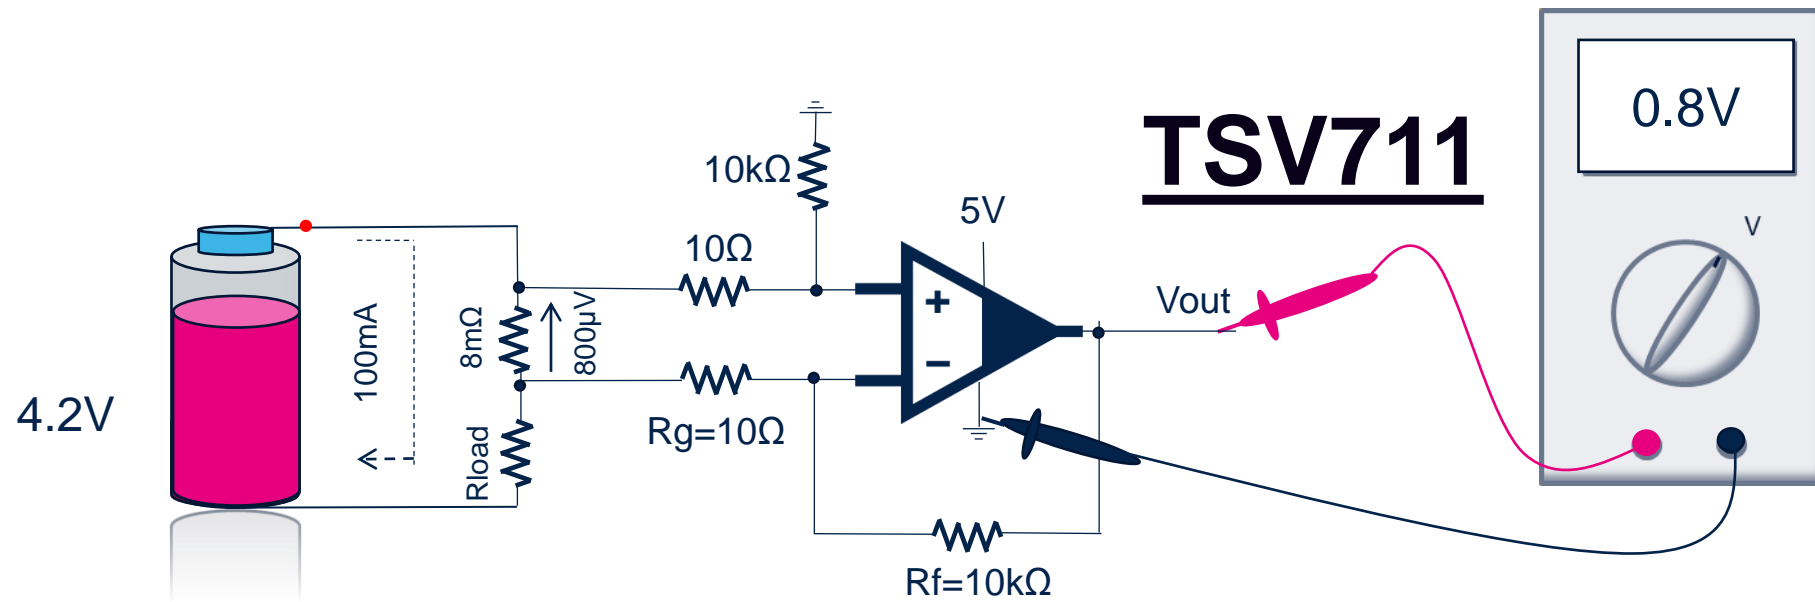 TSV711
0.8V
V
10kΩ
5V
10Ω
Vout
100mA
8mΩ
800µV
4.2V
Rg=10Ω
Rload
Rf=10kΩ